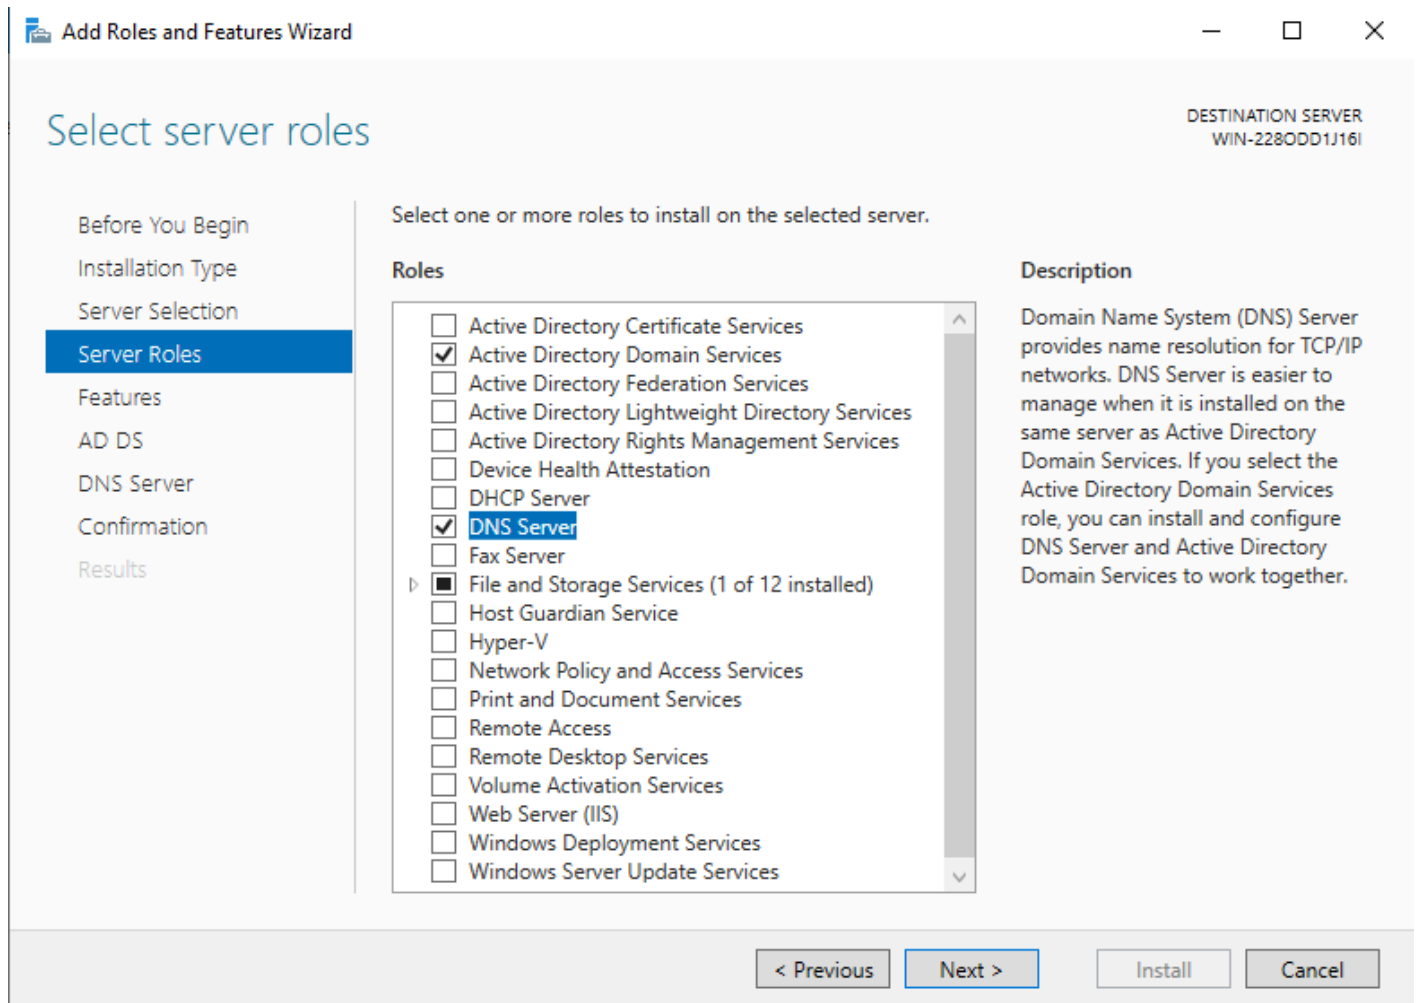 Add Roles and Features Wizard
Select server roles
DESTINATION SERVER
WIN-228ODD1J16I
Before You Begin
Installation Type
Server Selection
Server Roles
Features
AD DS
DNS Server
Confirmation
Results
Select one or more roles to install on the selected server.
Roles
Active Directory Certificate Services
Active Directory Domain Services
Active Directory Federation Services
Active Directory Lightweight Directory Services
Active Directory Rights Management Services
Device Health Attestation
DHCP Server
DNS Server
Fax Server
File and Storage Services (1 of 12 installed)
Host Guardian Service
Hyper-V
Network Policy and Access Services
Print and Document Services
Remote Access
Remote Desktop Services
Volume Activation Services
Web Server (IIS)
Windows Deployment Services
Windows Server Update Services
Description
Domain Name System (DNS) Server
provides name resolution for TCP/IP
networks. DNS Server is easier to
manage when it is installed on the
same server as Active Directory
Domain Services. If you select the
Active Directory Domain Services
role, you can install and configure
DNS Server and Active Directory
Domain Services to work together.
< Previous
Next >
Install
Cancel